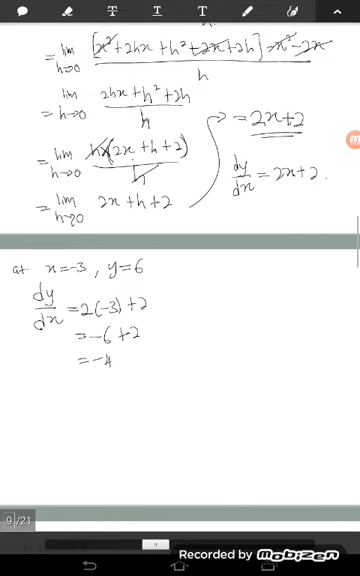 = lim h→0 [x² + 2hx + h² + 2x + 2h] - x² - 2x / h
= lim h→0 2hx + h² + 2h / h
= lim h→0 h(2x + h + 2) / h
= lim h→0 2x + h + 2
= 2x + 2
dy/dx = 2x + 2.
at x = -3, y = 6
dy/dx = 2(-3) + 2
= -6 + 2
= -4
9/21
Recorded by mobizen